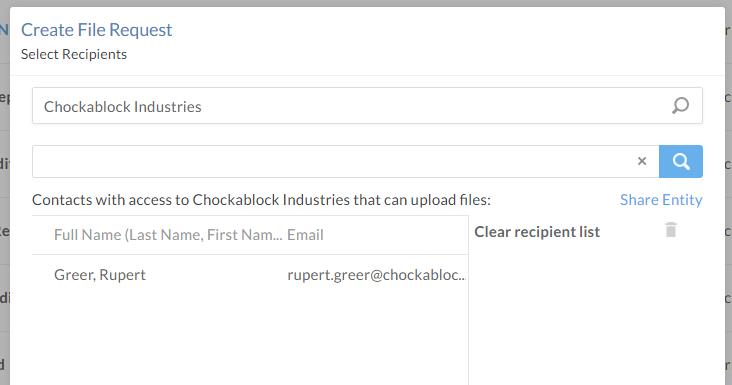 Create File Request
Select Recipients
Chockablock Industries
Contacts with access to Chockablock Industries that can upload files:
Share Entity
Full Name (Last Name, First Nam... Email
Clear recipient list
Greer, Rupert
rupert.greer@chockabloc...